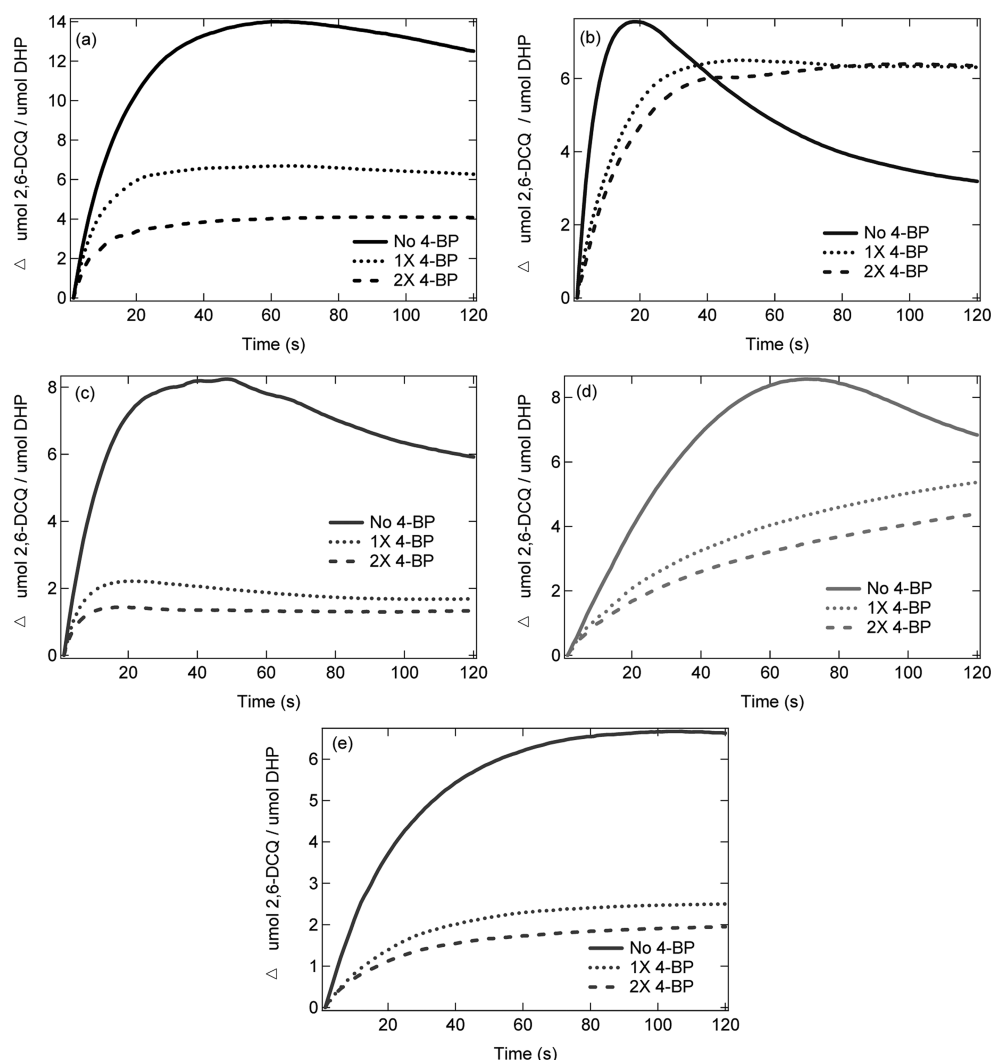 (a)
△ umol 2,6-DCQ / umol DHP
14
12
10
8
6
4
2
0
No 4-BP
1X 4-BP
2X 4-BP
20 40 60 80 100 120
Time (s)
(b)
△ umol 2,6-DCQ / umol DHP
6
4
2
0
No 4-BP
1X 4-BP
2X 4-BP
20 40 60 80 100 120
Time (s)
(c)
△ umol 2,6-DCQ / umol DHP
8
6
4
2
0
No 4-BP
1X 4-BP
2X 4-BP
20 40 60 80 100 120
Time (s)
(d)
△ umol 2,6-DCQ / umol DHP
8
6
4
2
0
No 4-BP
1X 4-BP
2X 4-BP
20 40 60 80 100 120
Time (s)
(e)
△ umol 2,6-DCQ / umol DHP
6
5
4
3
2
1
0
No 4-BP
1X 4-BP
2X 4-BP
20 40 60 80 100 120
Time (s)